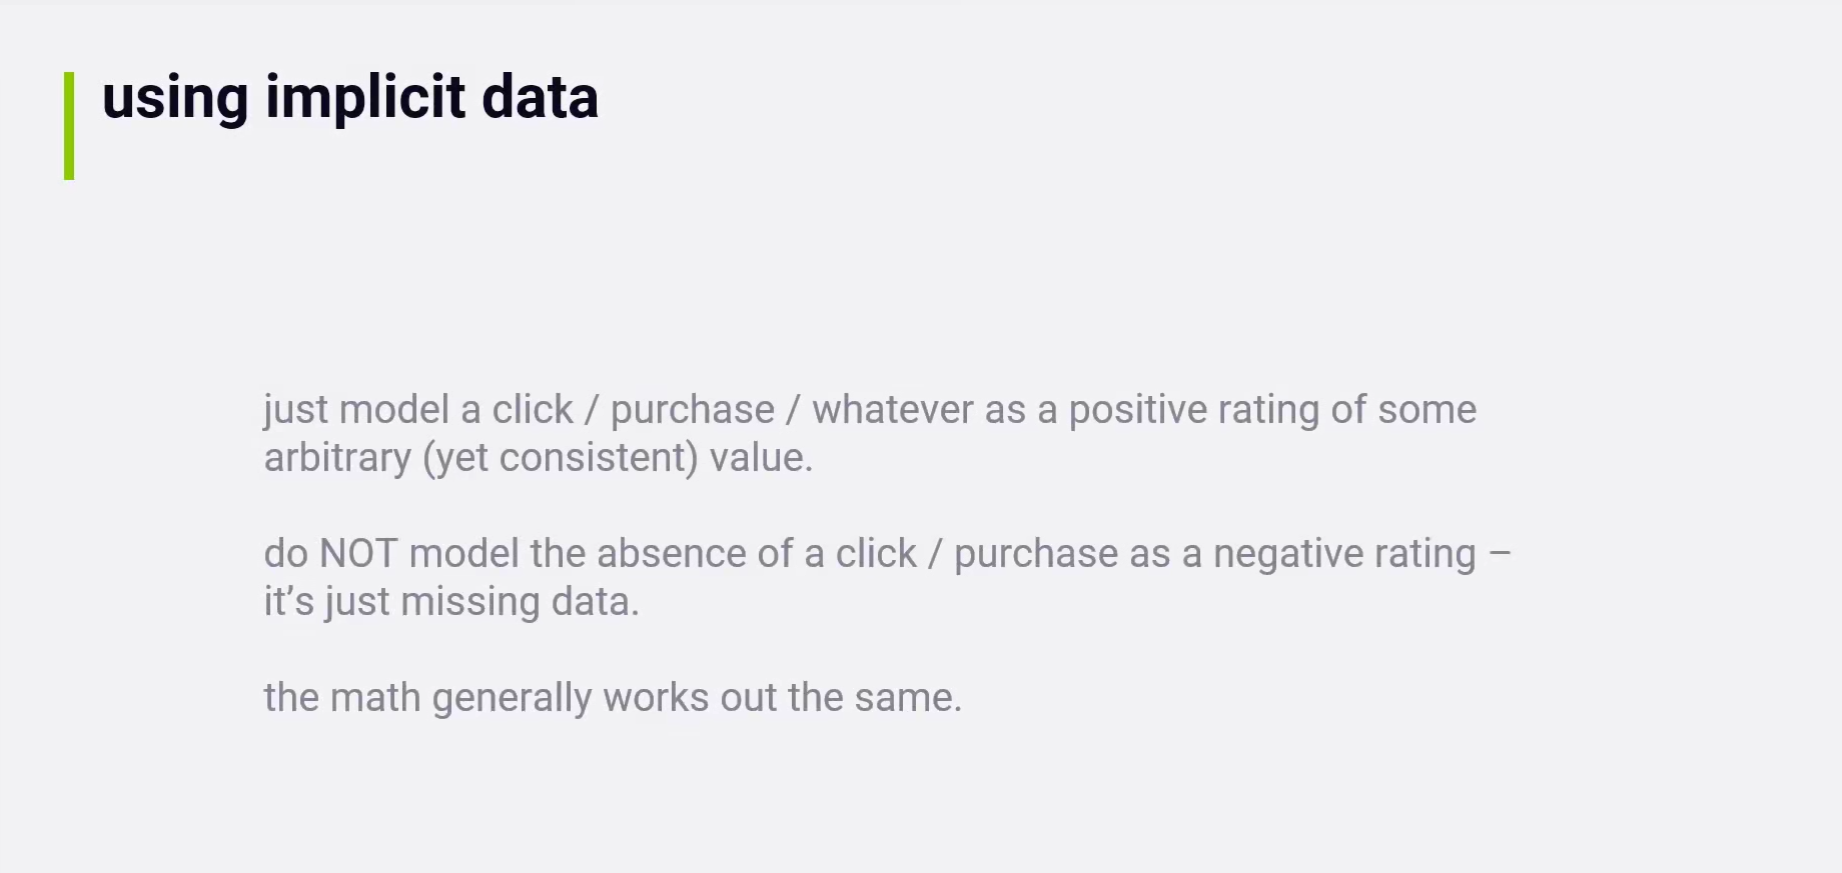 using implicit data
just model a click / purchase / whatever as a positive rating of some
arbitrary (yet consistent) value.
do NOT model the absence of a click / purchase as a negative rating –
it’s just missing data.
the math generally works out the same.